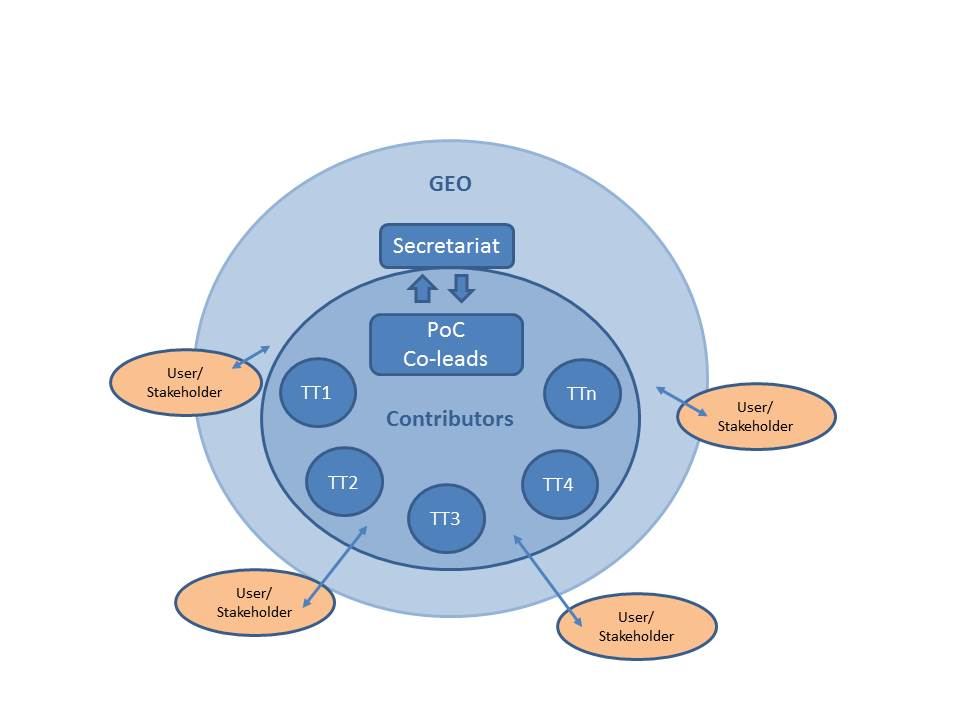 GEO
Secretariat
PoC
Co-leads
User/
Stakeholder
TT1
TTn
Contributors
User/
Stakeholder
TT2
TT4
TT3
User/
Stakeholder
User/
Stakeholder